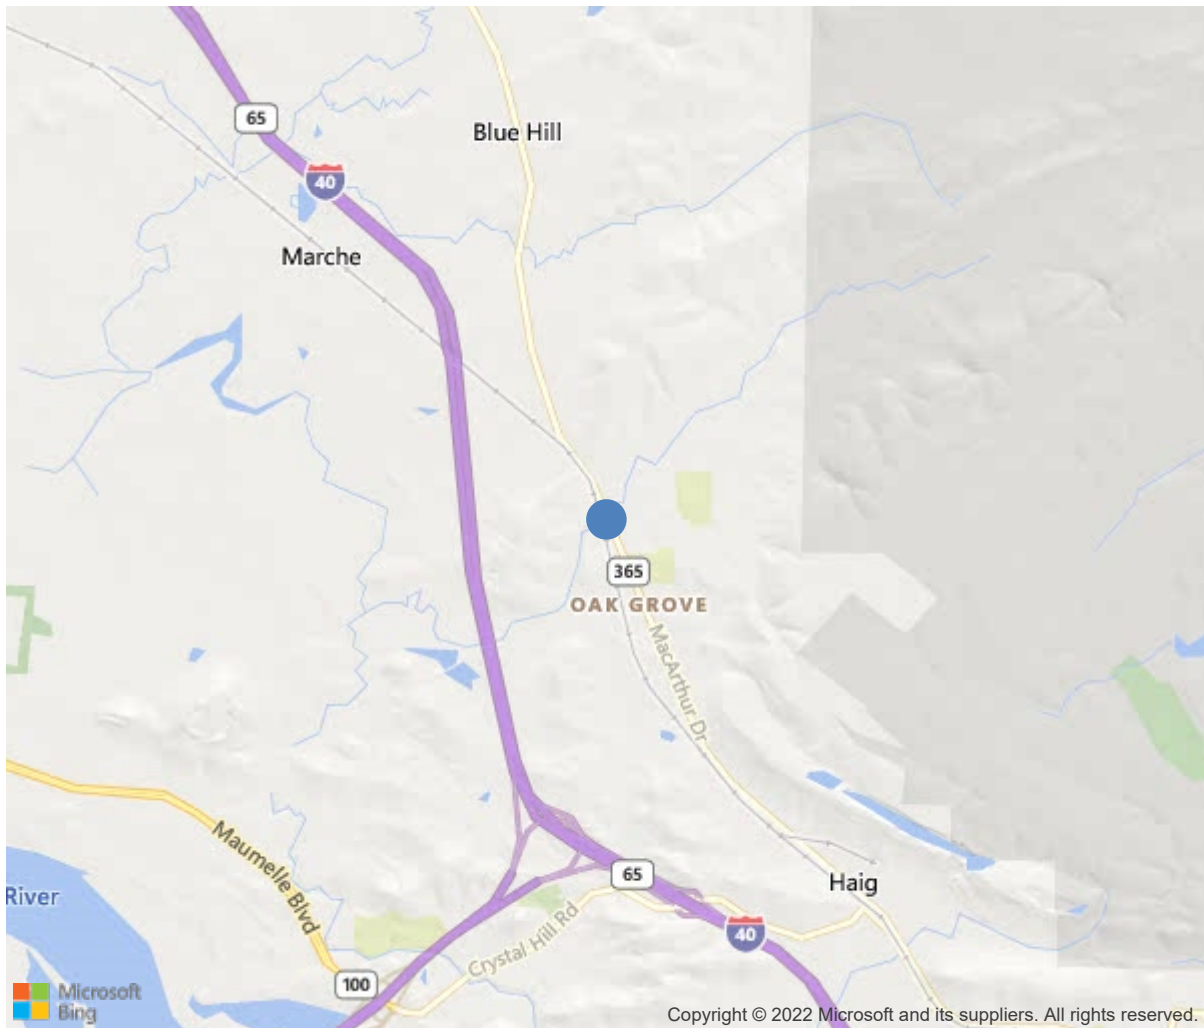 65
Blue Hill
40
Marche
365
OAK GROVE
MacArthur Dr
Maumelle Blvd
65
Haig
River
Crystal Hill Rd
40
100
Microsoft
Bing
Copyright © 2022 Microsoft and its suppliers. All rights reserved.